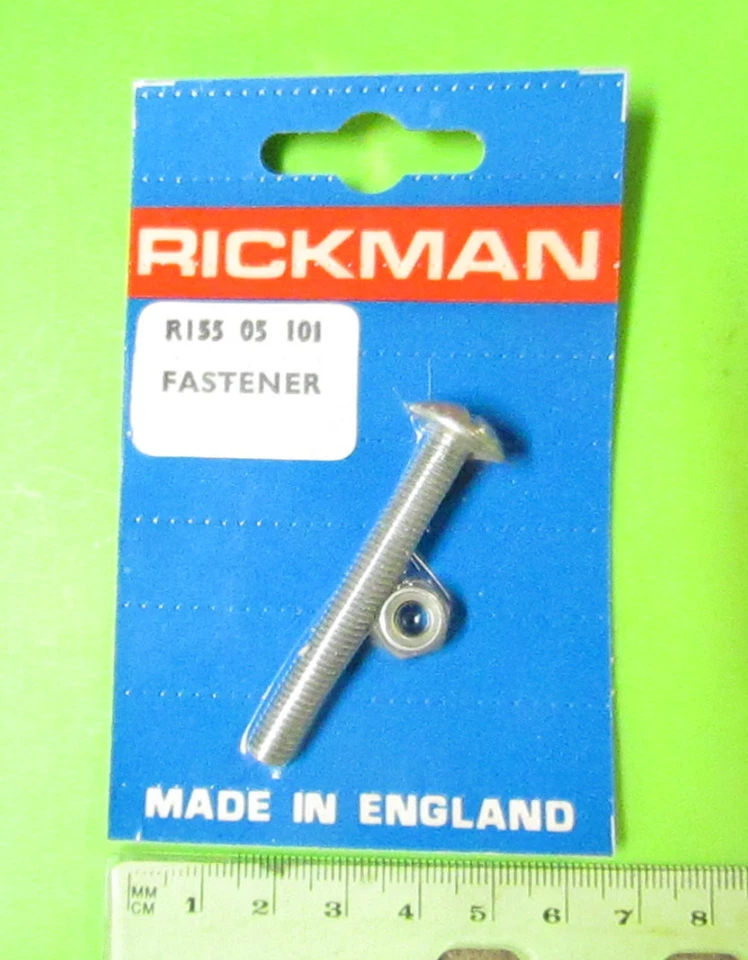 RICKMAN
R155 05 101
FASTENER
MADE IN ENGLAND
MM
CM 1 2 3 4 5 6 7 8